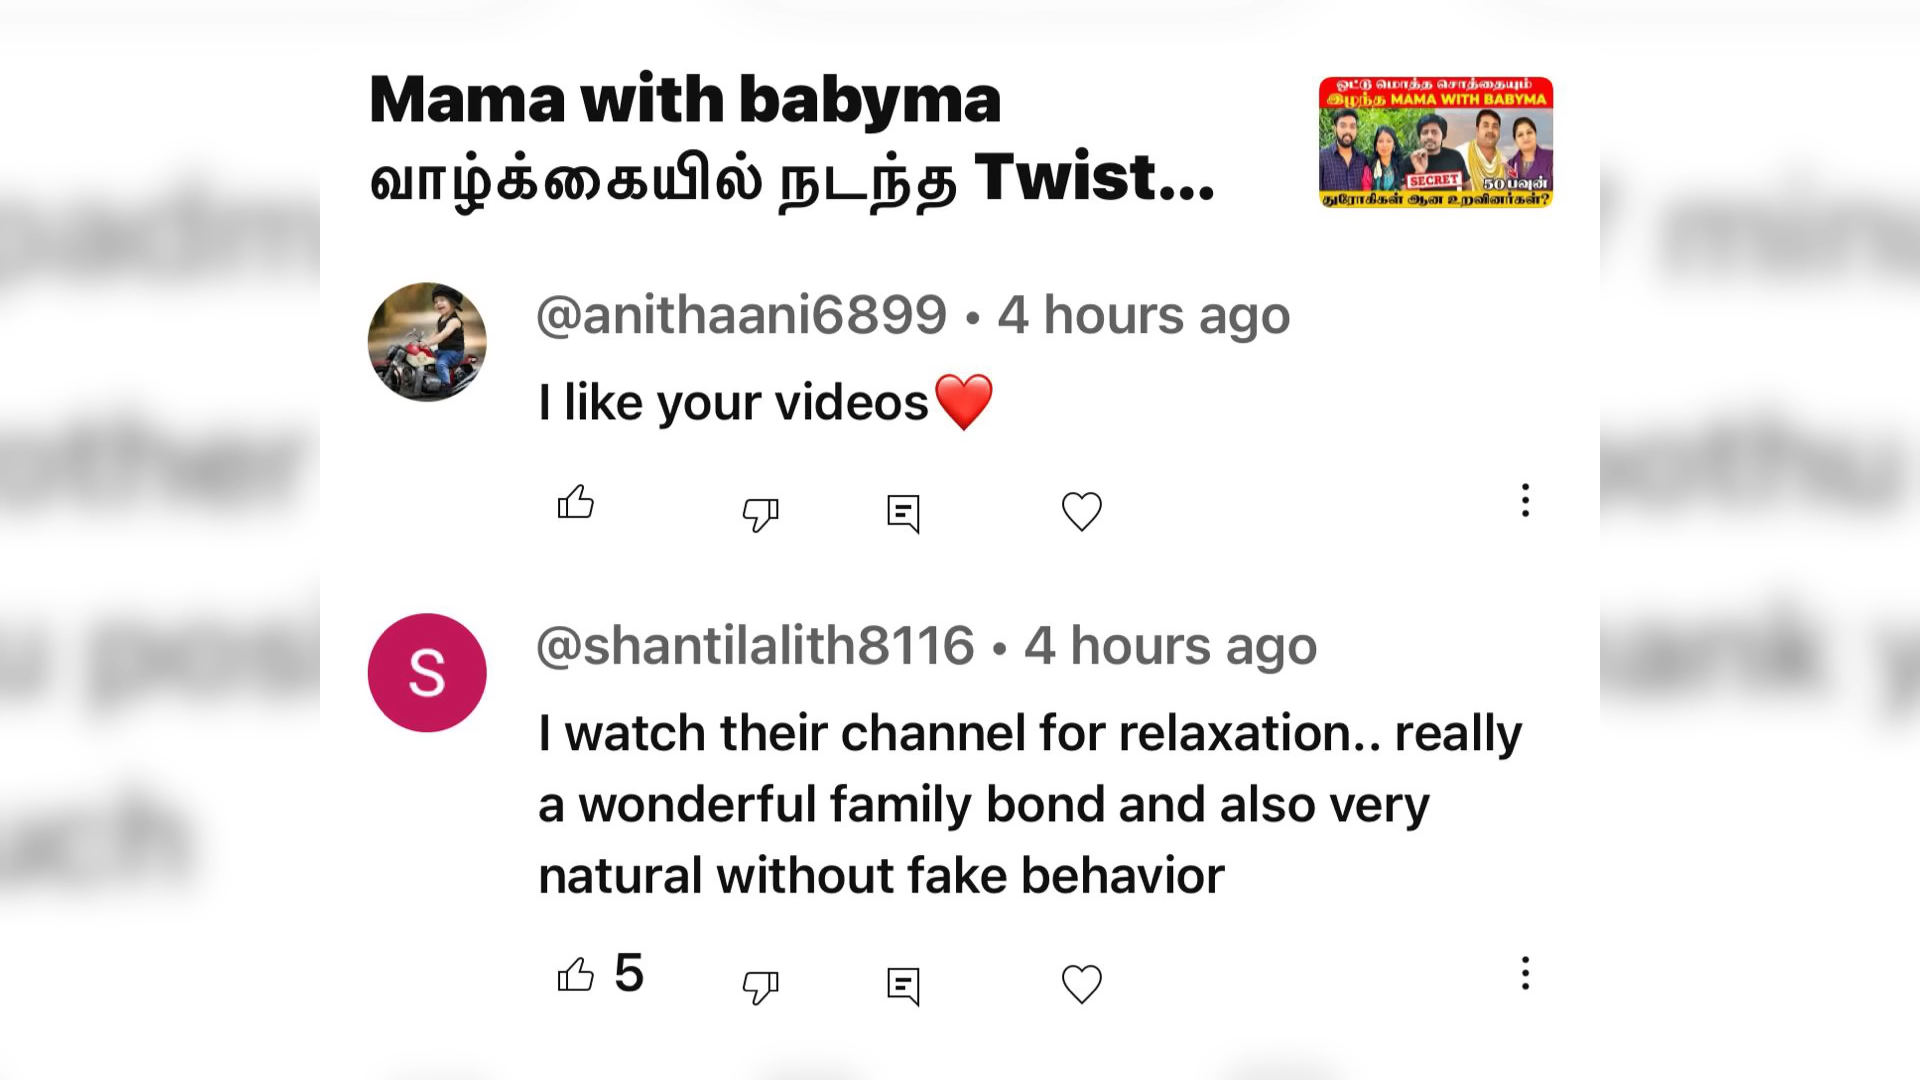 Mama with babyma
வாழ்க்கையில் நடந்த Twist...
ஒட்டு மொத்த சொத்தையும்
இழந்த MAMA WITH BABYMA
SECRET
50 பவுன்
துரோகிகள் ஆன உறவினர்கள்?
@anithaani6899 • 4 hours ago
I like your videos❤️
S
@shantilalith8116 • 4 hours ago
I watch their channel for relaxation.. really
a wonderful family bond and also very
natural without fake behavior
5